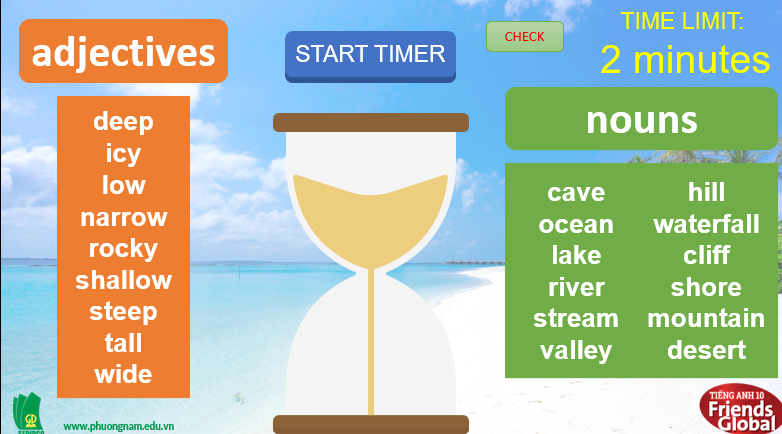 adjectives
START TIMER
CHECK
TIME LIMIT:
2 minutes
deep
icy
low
narrow
rocky
shallow
steep
tall
wide
nouns
cave
ocean
lake
river
stream
valley
hill
waterfall
cliff
shore
mountain
desert
www.phuongnam.edu.vn
TIẾNG ANH 10
Friends
Global